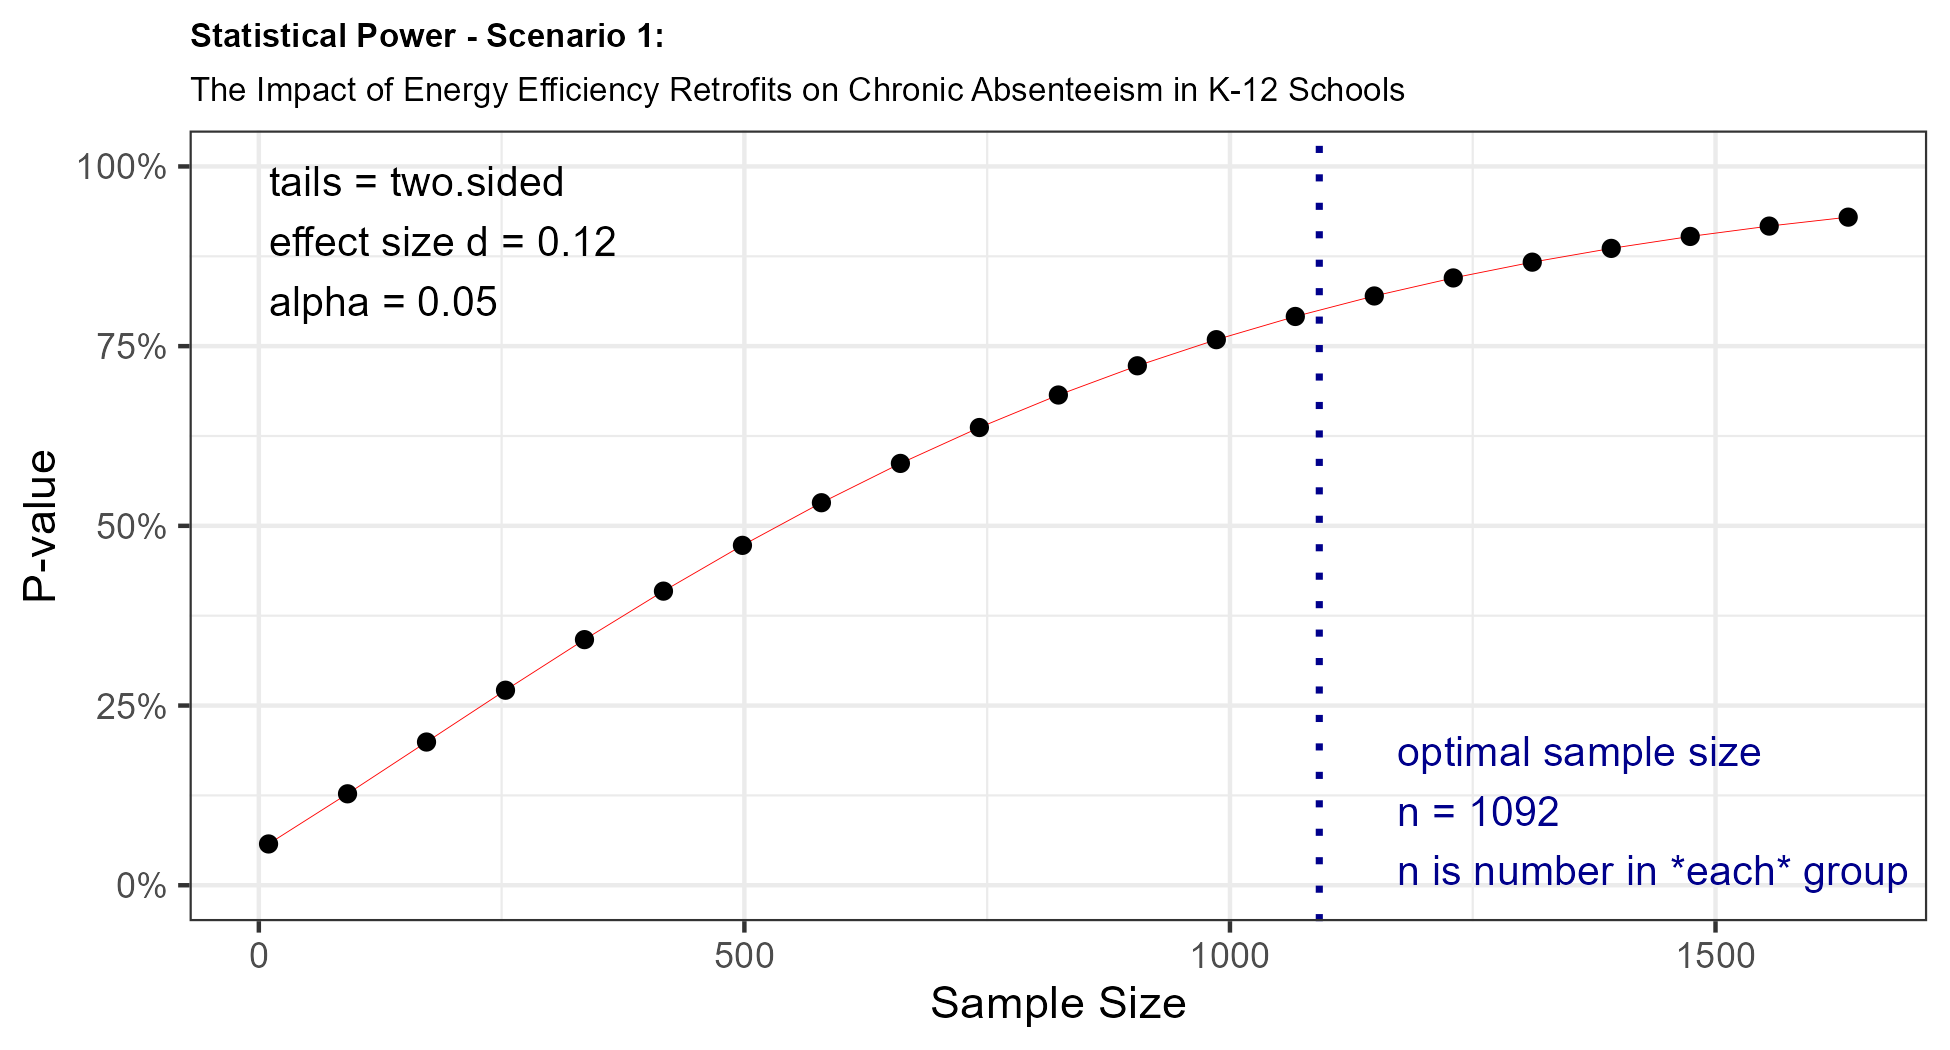 Statistical Power - Scenario 1:
The Impact of Energy Efficiency Retrofits on Chronic Absenteeism in K-12 Schools
tails = two.sided
effect size d = 0.12
alpha = 0.05
100%
75%
50%
25%
0%
P-value
optimal sample size
n = 1092
n is number in *each* group
0 500 1000 1500
Sample Size